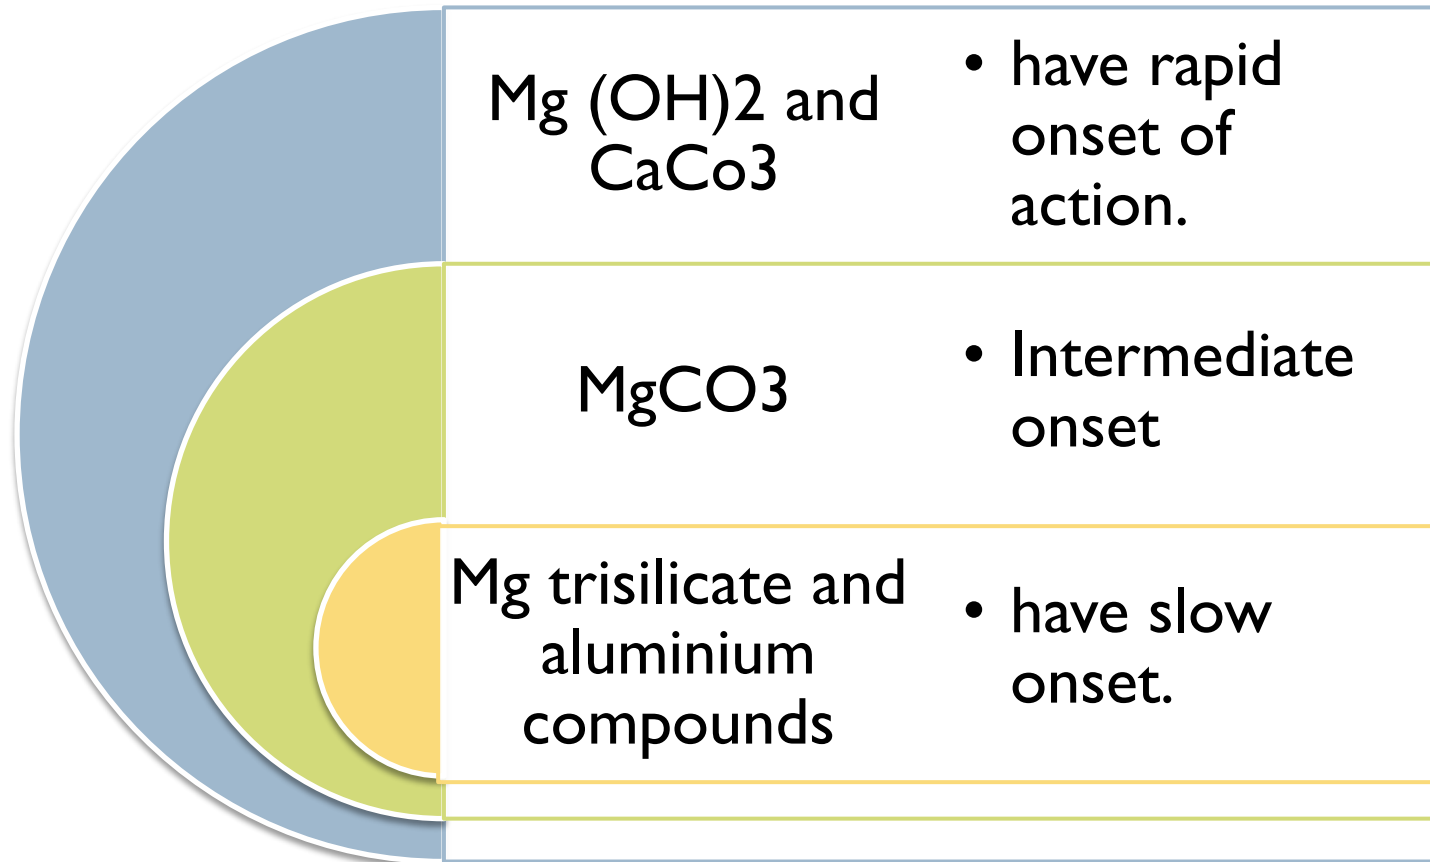 Mg (OH)2 and
CaCo3
• have rapid
onset of
action.
MgCO3
• Intermediate
onset
Mg trisilicate and
aluminium
compounds
• have slow
onset.